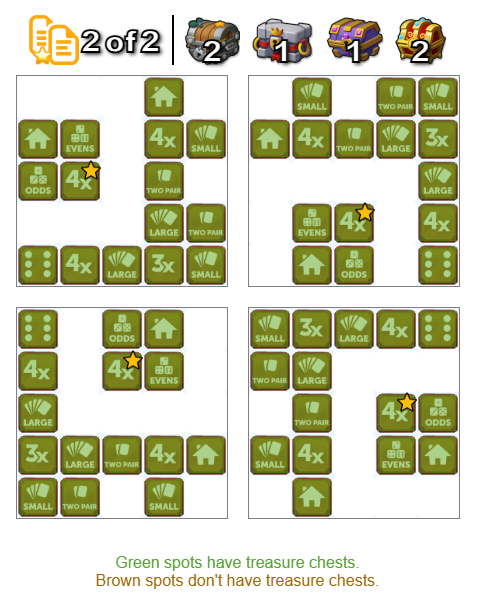 2 of 2 2 1 1 2
SMALL TWO PAIR SMALL
EVENS 4x SMALL 4x TWO PAIR LARGE 3x
ODDS 4x TWO PAIR LARGE
LARGE TWO PAIR EVENS 4x 4x
4x LARGE 3x SMALL ODDS
ODDS SMALL 3x LARGE 4x
4x 4x EVENS TWO PAIR LARGE
LARGE TWO PAIR 4x ODDS
3x LARGE TWO PAIR 4x SMALL 4x EVENS
SMALL TWO PAIR SMALL
Green spots have treasure chests.
Brown spots don't have treasure chests.